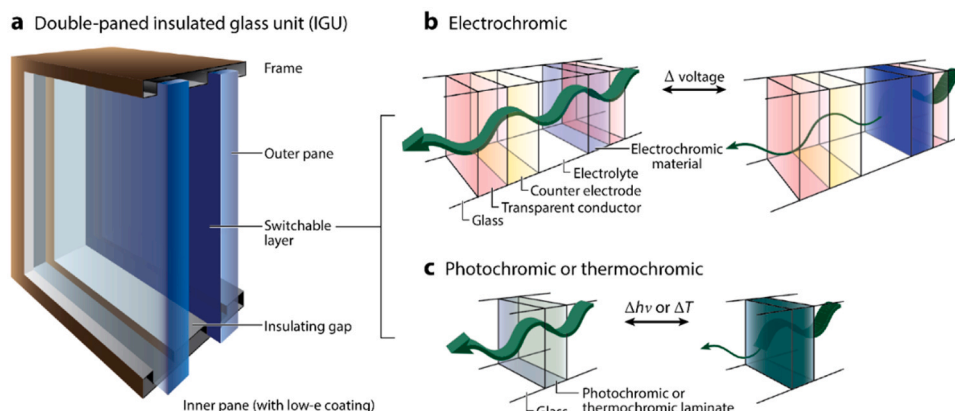 a Double-paned insulated glass unit (IGU)
Frame
Outer pane
Switchable
layer
Insulating gap
Inner pane (with low-e coating)
b Electrochromic
Δ voltage
Electrochromic
material
Electrolyte
Counter electrode
Transparent conductor
Glass
c Photochromic or thermochromic
Δhν or ΔT
Photochromic or
thermochromic laminate
Glass